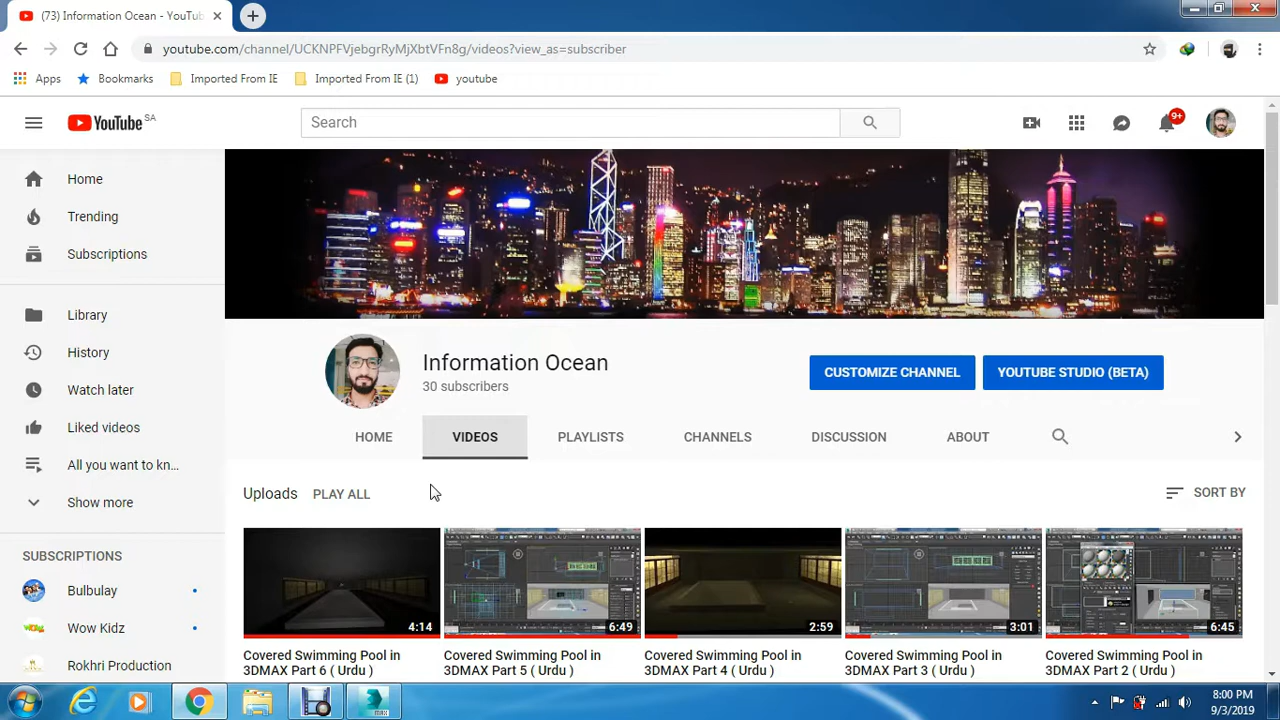 (73) Information Ocean - YouTub
youtube.com/channel/UCKNPFVjebgrRyMjXbtVFn8g/videos?view_as=subscriber
Apps Bookmarks Imported From IE Imported From IE (1) youtube
YouTube SA
Search
9+
Home
Trending
Subscriptions
Library
History
Watch later
Liked videos
All you want to kn...
Show more
SUBSCRIPTIONS
Bulbulay
Wow Kidz
Rokhri Production
Information Ocean
30 subscribers
CUSTOMIZE CHANNEL YOUTUBE STUDIO (BETA)
HOME VIDEOS PLAYLISTS CHANNELS DISCUSSION ABOUT
Uploads PLAY ALL SORT BY
4:14 6:49 2:59 3:01 6:45
Covered Swimming Pool in
3DMAX Part 6 ( Urdu )
Covered Swimming Pool in
3DMAX Part 5 ( Urdu )
Covered Swimming Pool in
3DMAX Part 4 ( Urdu )
Covered Swimming Pool in
3DMAX Part 3 ( Urdu )
Covered Swimming Pool in
3DMAX Part 2 ( Urdu )
MAX
8:00 PM
9/3/2019